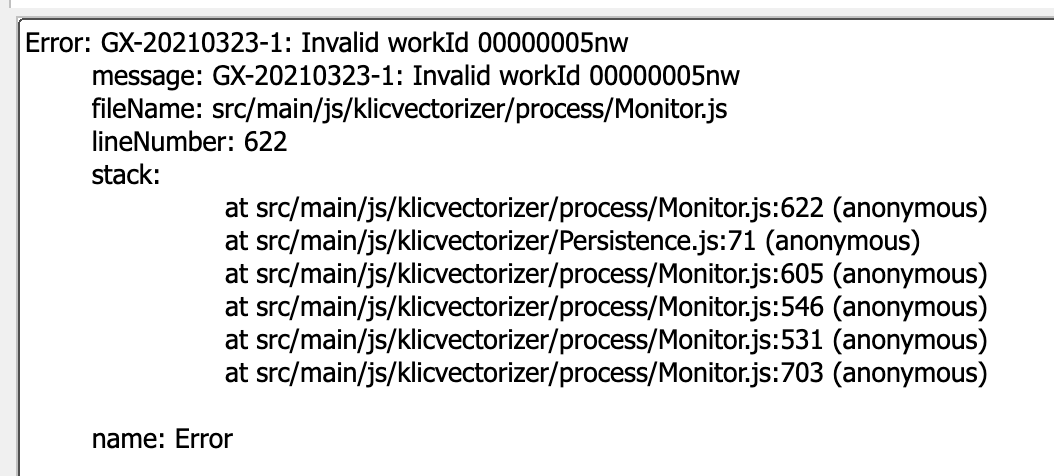 Error: GX-20210323-1: Invalid workId 00000005nw
message: GX-20210323-1: Invalid workId 00000005nw
fileName: src/main/js/klicvectorizer/process/Monitor.js
lineNumber: 622
stack:
at src/main/js/klicvectorizer/process/Monitor.js:622 (anonymous)
at src/main/js/klicvectorizer/Persistence.js:71 (anonymous)
at src/main/js/klicvectorizer/process/Monitor.js:605 (anonymous)
at src/main/js/klicvectorizer/process/Monitor.js:546 (anonymous)
at src/main/js/klicvectorizer/process/Monitor.js:531 (anonymous)
at src/main/js/klicvectorizer/process/Monitor.js:703 (anonymous)
name: Error